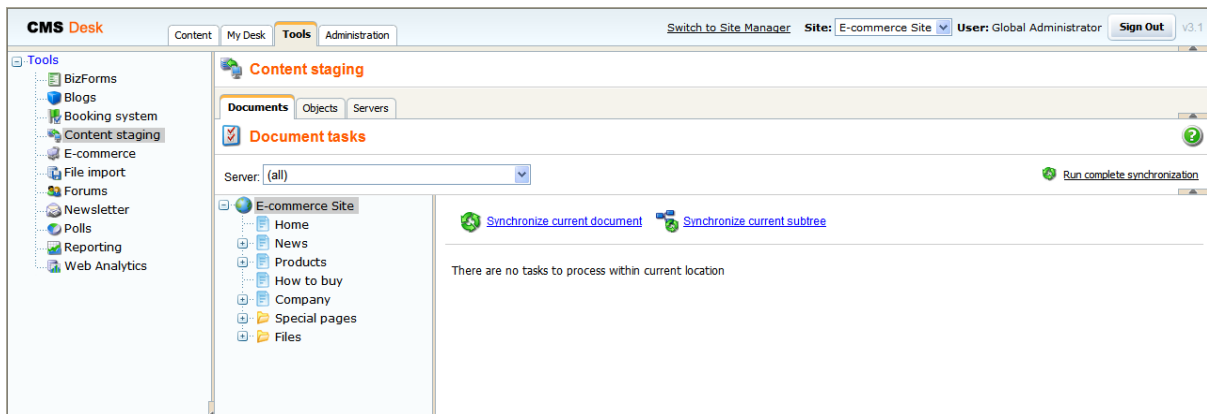 CMS Desk
Content My Desk Tools Administration
Switch to Site Manager Site: E-commerce Site User: Global Administrator Sign Out v3.1
Tools
BizForms
Blogs
Booking system
Content staging
E-commerce
File import
Forums
Newsletter
Polls
Reporting
Web Analytics
Content staging
Documents Objects Servers
Document tasks
Server: (all)
Run complete synchronization
E-commerce Site
Home
News
Products
How to buy
Company
Special pages
Files
Synchronize current document Synchronize current subtree
There are no tasks to process within current location